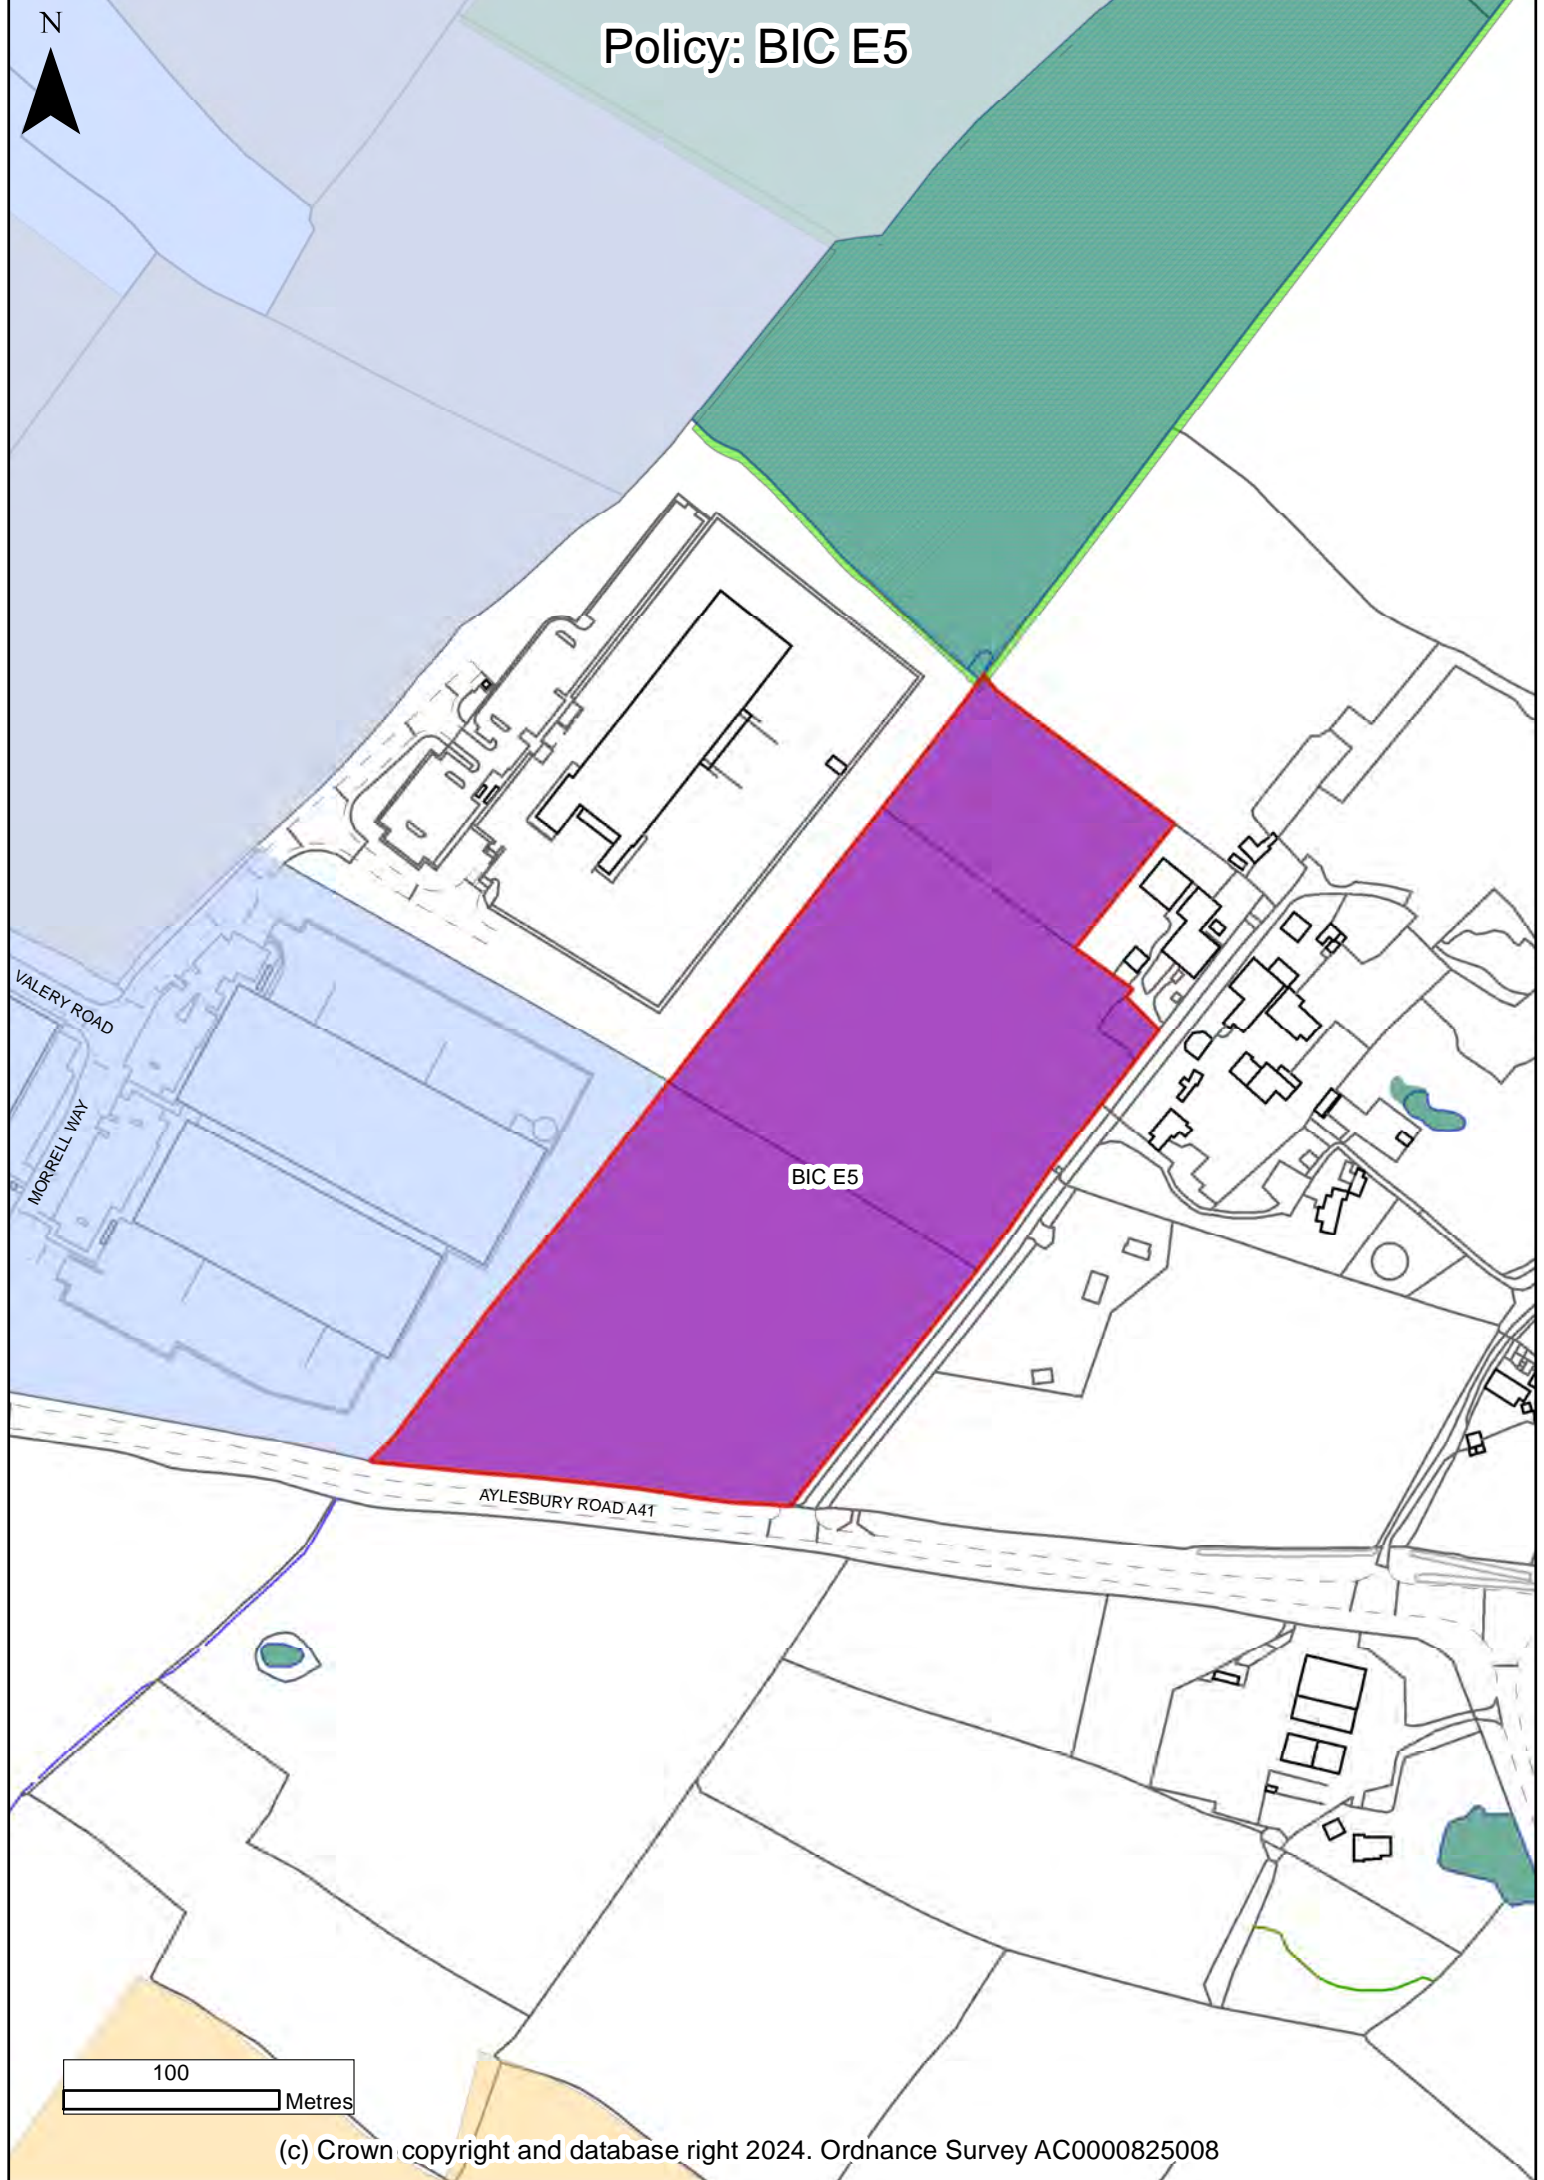 N
Policy: BIC E5
VALERY ROAD
MORRELL WAY
BIC E5
AYLESBURY ROAD A41
100
Metres
(c) Crown copyright and database right 2024. Ordnance Survey AC0000825008